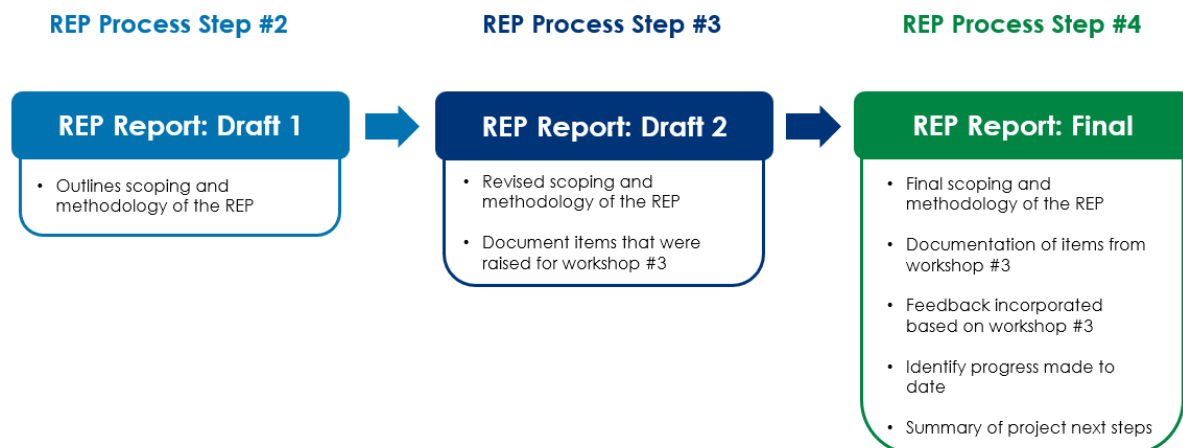 REP Process Step #2
REP Process Step #3
REP Process Step #4
REP Report: Draft 1
• Outlines scoping and
methodology of the REP
REP Report: Draft 2
• Revised scoping and
methodology of the REP
• Document items that were
raised for workshop #3
REP Report: Final
• Final scoping and
methodology of the REP
• Documentation of items from
workshop #3
• Feedback incorporated
based on workshop #3
• Identify progress made to
date
• Summary of project next steps